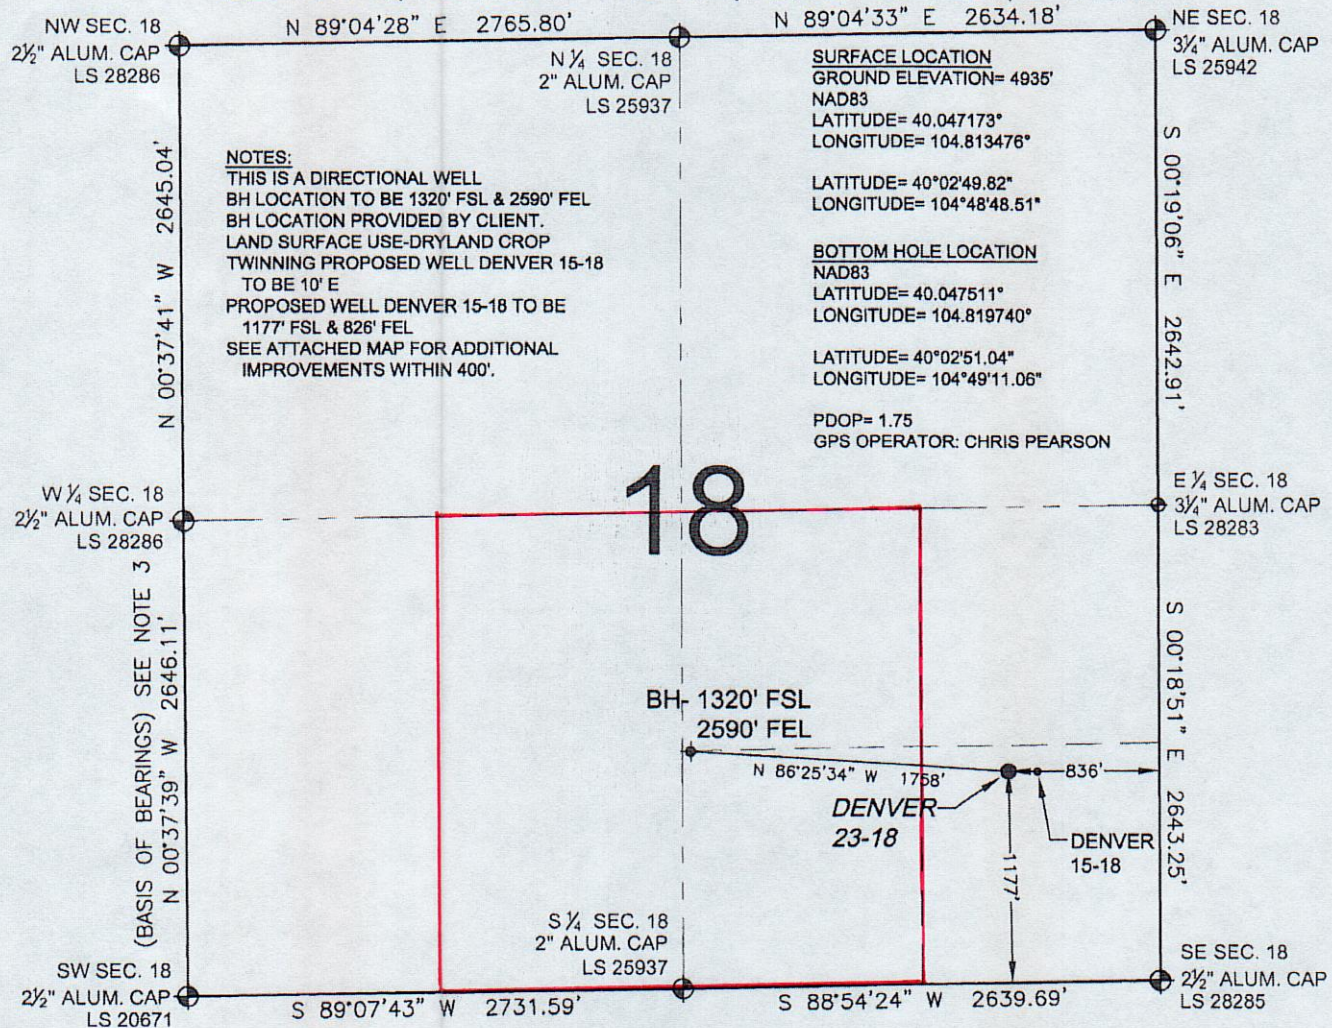 NW SEC. 18
2½" ALUM. CAP
LS 28286
N 89°04'28" E 2765.80'
N ¼ SEC. 18
2" ALUM. CAP
LS 25937
N 89°04'33" E 2634.18'
NE SEC. 18
3¼" ALUM. CAP
LS 25942
SURFACE LOCATION
GROUND ELEVATION= 4935'
NAD83
LATITUDE= 40.047173°
LONGITUDE= 104.813476°
LATITUDE= 40°02'49.82"
LONGITUDE= 104°48'48.51"
BOTTOM HOLE LOCATION
NAD83
LATITUDE= 40.047511°
LONGITUDE= 104.819740°
LATITUDE= 40°02'51.04"
LONGITUDE= 104°49'11.06"
PDOP= 1.75
GPS OPERATOR: CHRIS PEARSON
NOTES:
THIS IS A DIRECTIONAL WELL
BH LOCATION TO BE 1320' FSL & 2590' FEL
BH LOCATION PROVIDED BY CLIENT.
LAND SURFACE USE-DRYLAND CROP
TWINNING PROPOSED WELL DENVER 15-18
TO BE 10' E
PROPOSED WELL DENVER 15-18 TO BE
1177' FSL & 826' FEL
SEE ATTACHED MAP FOR ADDITIONAL
IMPROVEMENTS WITHIN 400'.
N 00°37'41" W 2645.04'
S 00°19'06" E 2642.91'
18
W ¼ SEC. 18
2½" ALUM. CAP
LS 28286
E ¼ SEC. 18
3¼" ALUM. CAP
LS 28283
(BASIS OF BEARINGS) SEE NOTE 3
N 00°37'39" W 2646.11'
S 00°18'51" E 2643.25'
BH- 1320' FSL
2590' FEL
N 86°25'34" W 1758'
836'
DENVER
23-18
DENVER
15-18
1177'
S ¼ SEC. 18
2" ALUM. CAP
LS 25937
SW SEC. 18
2½" ALUM. CAP
LS 20671
S 89°07'43" W 2731.59'
S 88°54'24" W 2639.69'
SE SEC. 18
2½" ALUM. CAP
LS 28285